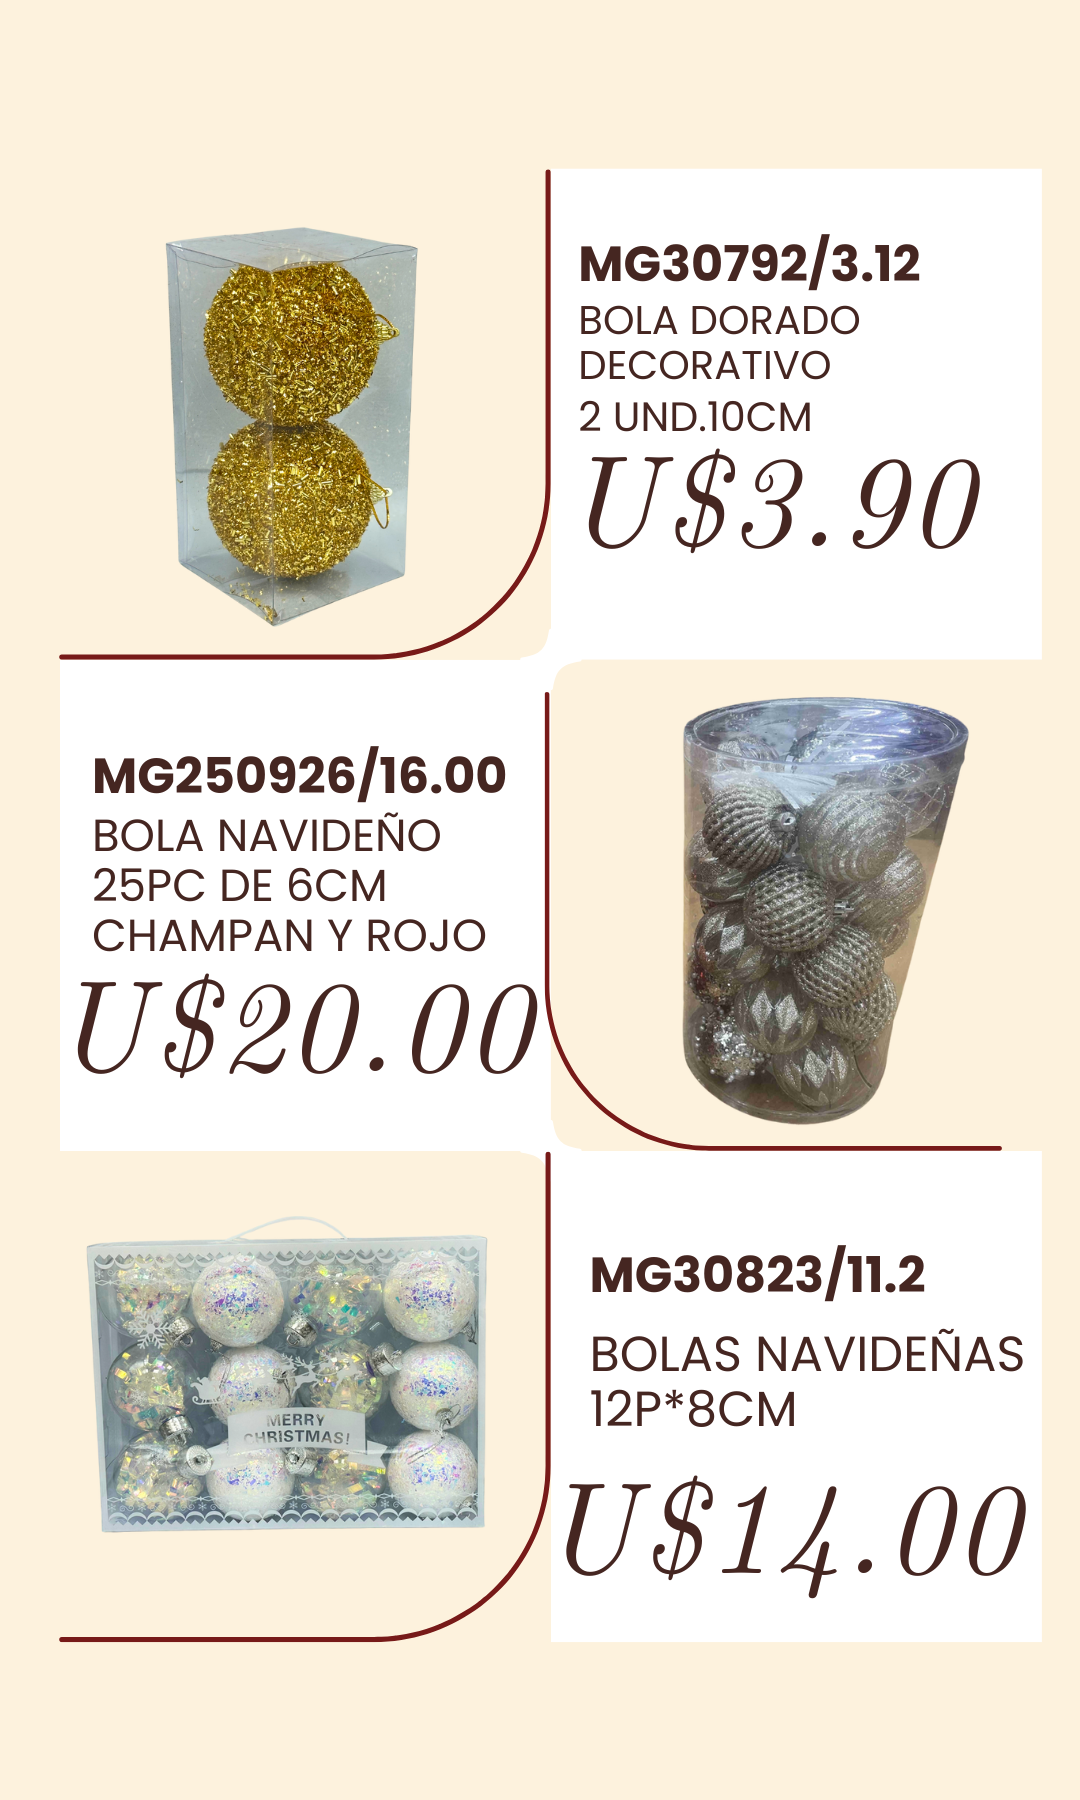 MG30792/3.12
BOLA DORADO
DECORATIVO
2 UND.10CM
U$3.90
MG250926/16.00
BOLA NAVIDEÑO
25PC DE 6CM
CHAMPAN Y ROJO
U$20.00
MERRY
CHRISTMAS!
MG30823/11.2
BOLAS NAVIDEÑAS
12P*8CM
U$14.00